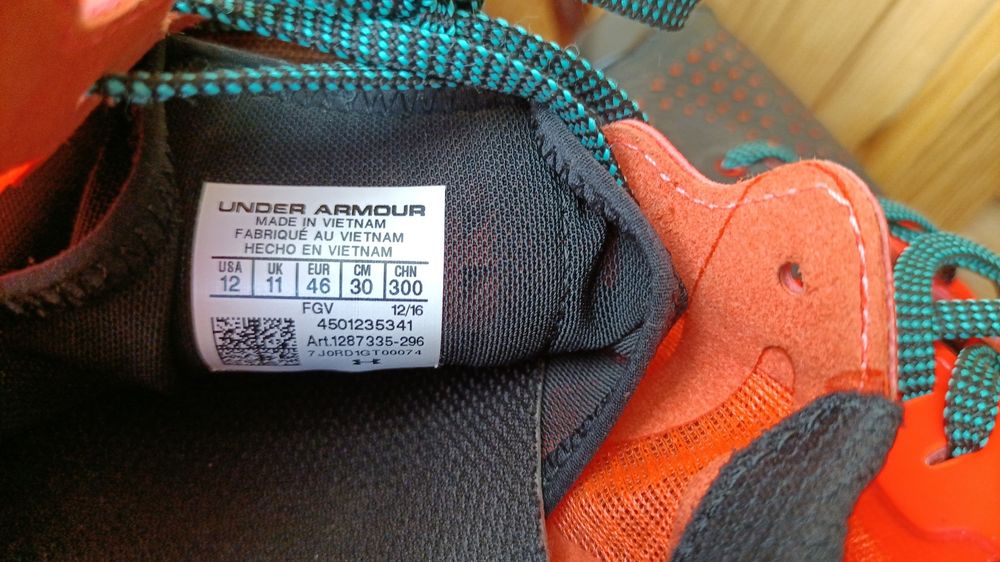 UNDER ARMOUR
MADE IN VIETNAM
FABRIQUÉ AU VIETNAM
HECHO EN VIETNAM
USA UK EUR CM CHN
12 11 46 30 300
FGV 12/16
4501235341
Art.1287335-296
7J0RD1GT00074